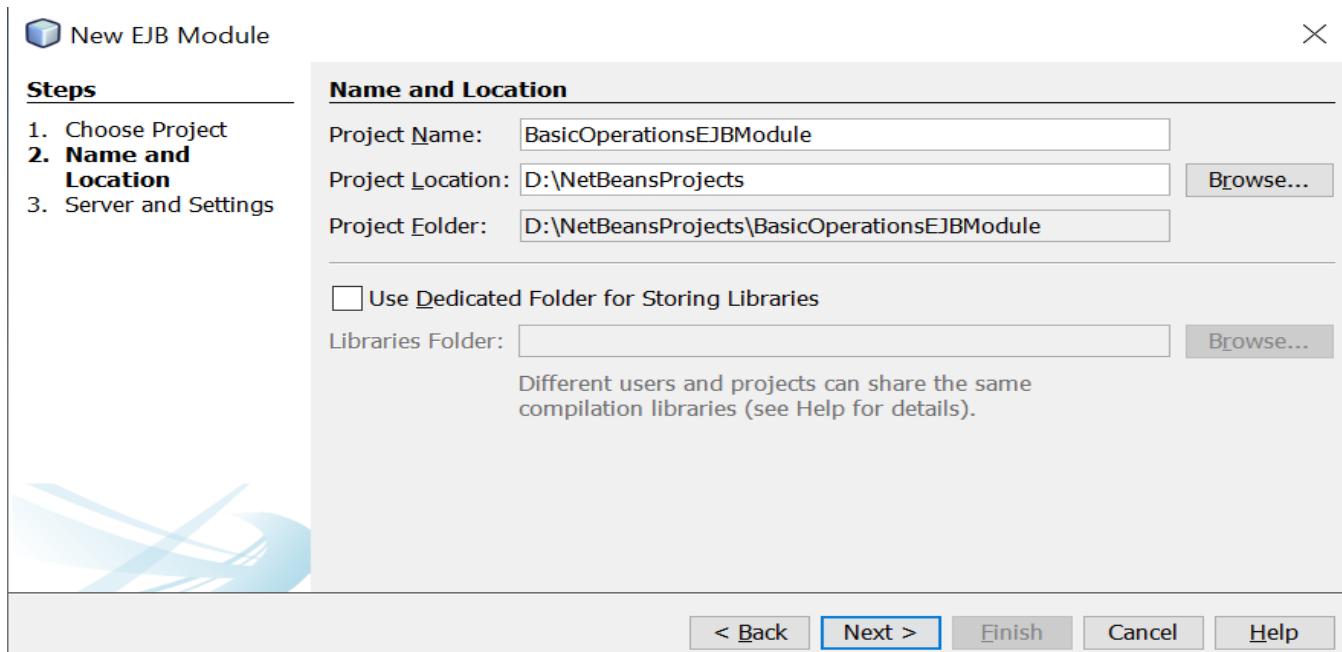 New EJB Module
Steps
1. Choose Project
2. Name and
Location
3. Server and Settings
Name and Location
Project Name: BasicOperationsEJBModule
Project Location: D:\NetBeansProjects Browse...
Project Folder: D:\NetBeansProjects\BasicOperationsEJBModule
Use Dedicated Folder for Storing Libraries
Libraries Folder: Browse...
Different users and projects can share the same
compilation libraries (see Help for details).
< Back Next > Finish Cancel Help